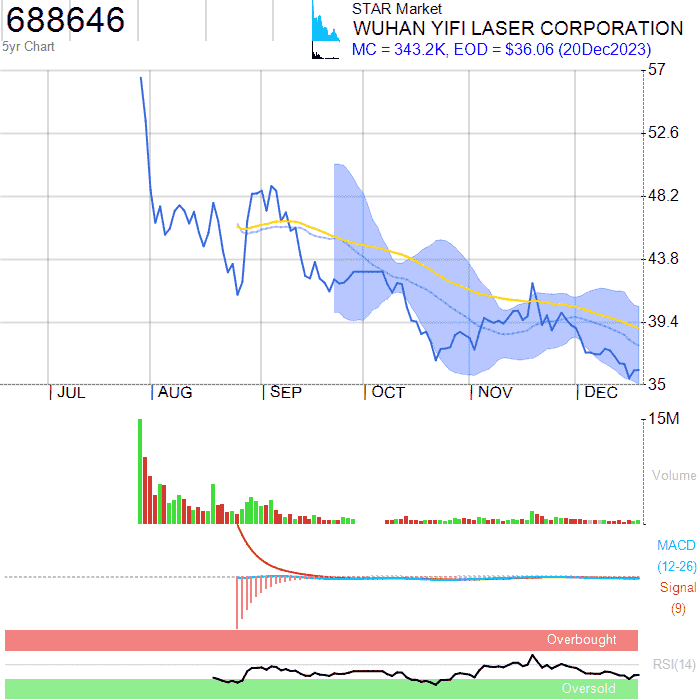 688646
5yr Chart
STAR Market
WUHAN YIFI LASER CORPORATION
MC = 343.2K, EOD = $36.06 (20Dec2023)
57
52.6
48.2
43.8
39.4
35
JUL AUG SEP OCT NOV DEC
15M
Volume
MACD
(12-26)
Signal
(9)
Overbought
RSI(14)
Oversold